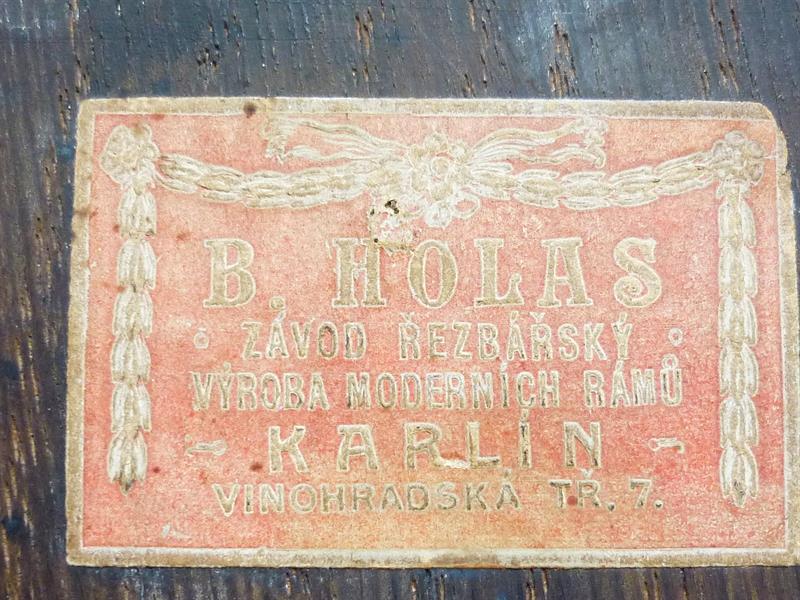 B. HOLAS
ZÁVOD ŘEZBÁŘSKÝ
VÝROBA MODERNÍCH RÁMŮ
KARLÍN
VINOHRADSKÁ TŘ. 7.